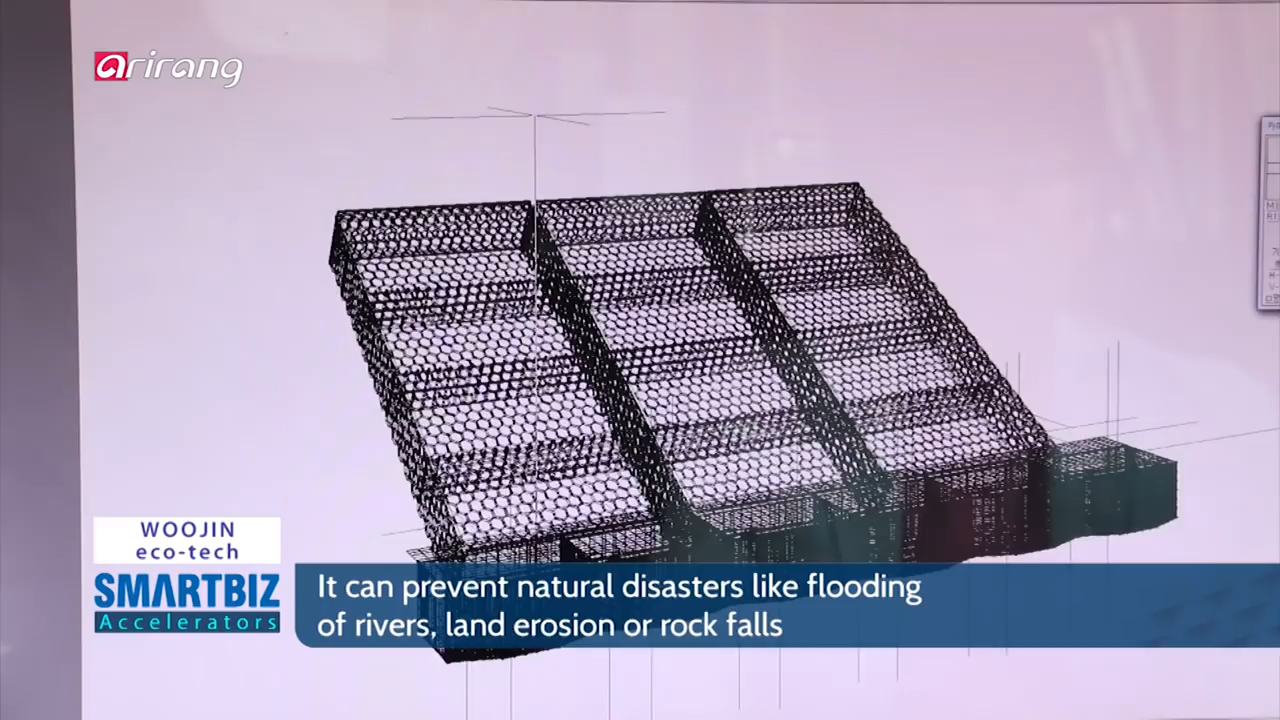 arirang
WOOJIN
eco-tech
SMARTBIZ
Accelerators
It can prevent natural disasters like flooding
of rivers, land erosion or rock falls